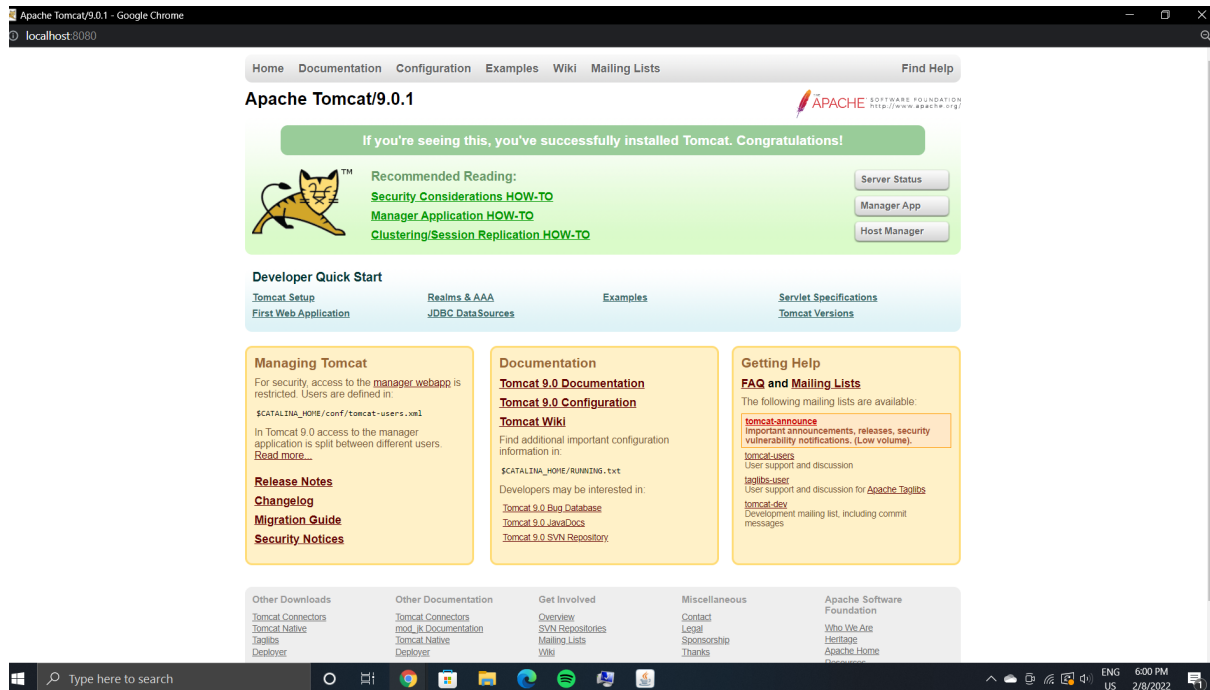 Apache Tomcat/9.0.1 - Google Chrome
localhost:8080
Home Documentation Configuration Examples Wiki Mailing Lists Find Help
Apache Tomcat/9.0.1
THE
APACHE SOFTWARE FOUNDATION
http://www.apache.org/
If you're seeing this, you've successfully installed Tomcat. Congratulations!
TM
Recommended Reading:
Security Considerations HOW-TO
Manager Application HOW-TO
Clustering/Session Replication HOW-TO
Server Status
Manager App
Host Manager
Developer Quick Start
Tomcat Setup
First Web Application
Realms & AAA
JDBC DataSources
Examples
Servlet Specifications
Tomcat Versions
Managing Tomcat
For security, access to the manager webapp is
restricted. Users are defined in:
$CATALINA_HOME/conf/tomcat-users.xml
In Tomcat 9.0 access to the manager
application is split between different users.
Read more...
Release Notes
Changelog
Migration Guide
Security Notices
Documentation
Tomcat 9.0 Documentation
Tomcat 9.0 Configuration
Tomcat Wiki
Find additional important configuration
information in:
$CATALINA_HOME/RUNNING.txt
Developers may be interested in:
Tomcat 9.0 Bug Database
Tomcat 9.0 JavaDocs
Tomcat 9.0 SVN Repository
Getting Help
FAQ and Mailing Lists
The following mailing lists are available:
tomcat-announce
Important announcements, releases, security
vulnerability notifications. (Low volume).
tomcat-users
User support and discussion
taglibs-user
User support and discussion for Apache Taglibs
tomcat-dev
Development mailing list, including commit
messages
Other Downloads
Tomcat Connectors
Tomcat Native
Taglibs
Deployer
Other Documentation
Tomcat Connectors
mod_jk Documentation
Tomcat Native
Deployer
Get Involved
Overview
SVN Repositories
Mailing Lists
Wiki
Miscellaneous
Contact
Legal
Sponsorship
Thanks
Apache Software
Foundation
Who We Are
Heritage
Apache Home
Resources
Type here to search
ENG
US
6:00 PM
2/8/2022
1